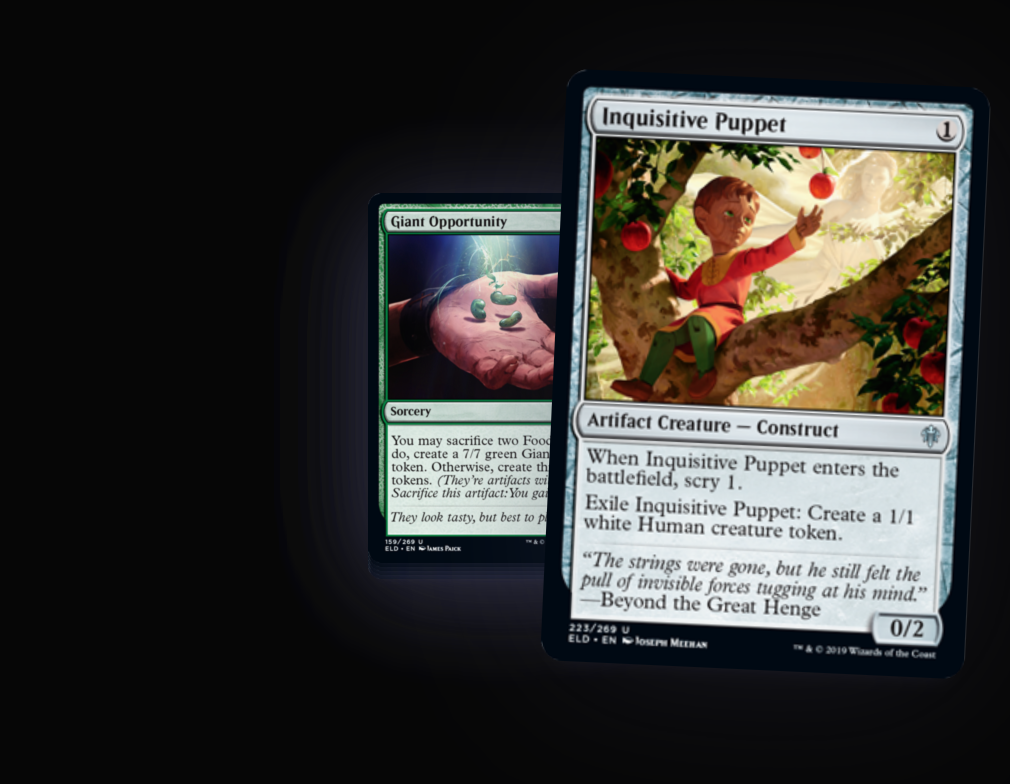 Giant Opportunity
Sorcery
You may sacrifice two Food
do, create a 7/7 green Gian
token. Otherwise, create th
tokens. (They're artifacts wi
Sacrifice this artifact: You ga
They look tasty, but best to p
159/269 U
ELD • EN JAMES PAICK
™ & ©
Inquisitive Puppet
1
Artifact Creature — Construct
When Inquisitive Puppet enters the
battlefield, scry 1.
Exile Inquisitive Puppet: Create a 1/1
white Human creature token.
“The strings were gone, but he still felt the
pull of invisible forces tugging at his mind.”
—Beyond the Great Henge
0/2
223/269 U
ELD • EN JOSEPH MEEHAN
™ & © 2019 Wizards of the Coast